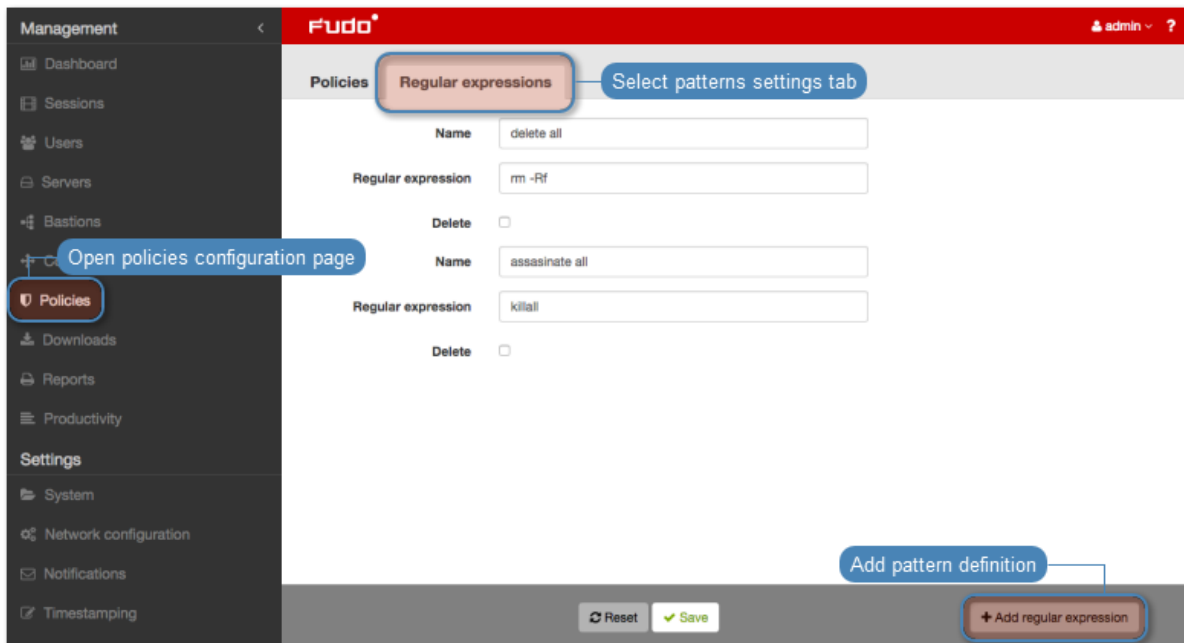 Management
Dashboard
Sessions
Users
Servers
Bastions
Open policies configuration page
Policies
Downloads
Reports
Productivity
Settings
System
Network configuration
Notifications
Timestamping
FUDO
admin ?
Policies Regular expressions Select patterns settings tab
Name delete all
Regular expression rm -Rf
Delete
Name assasinate all
Regular expression killall
Delete
Add pattern definition
Reset Save + Add regular expression